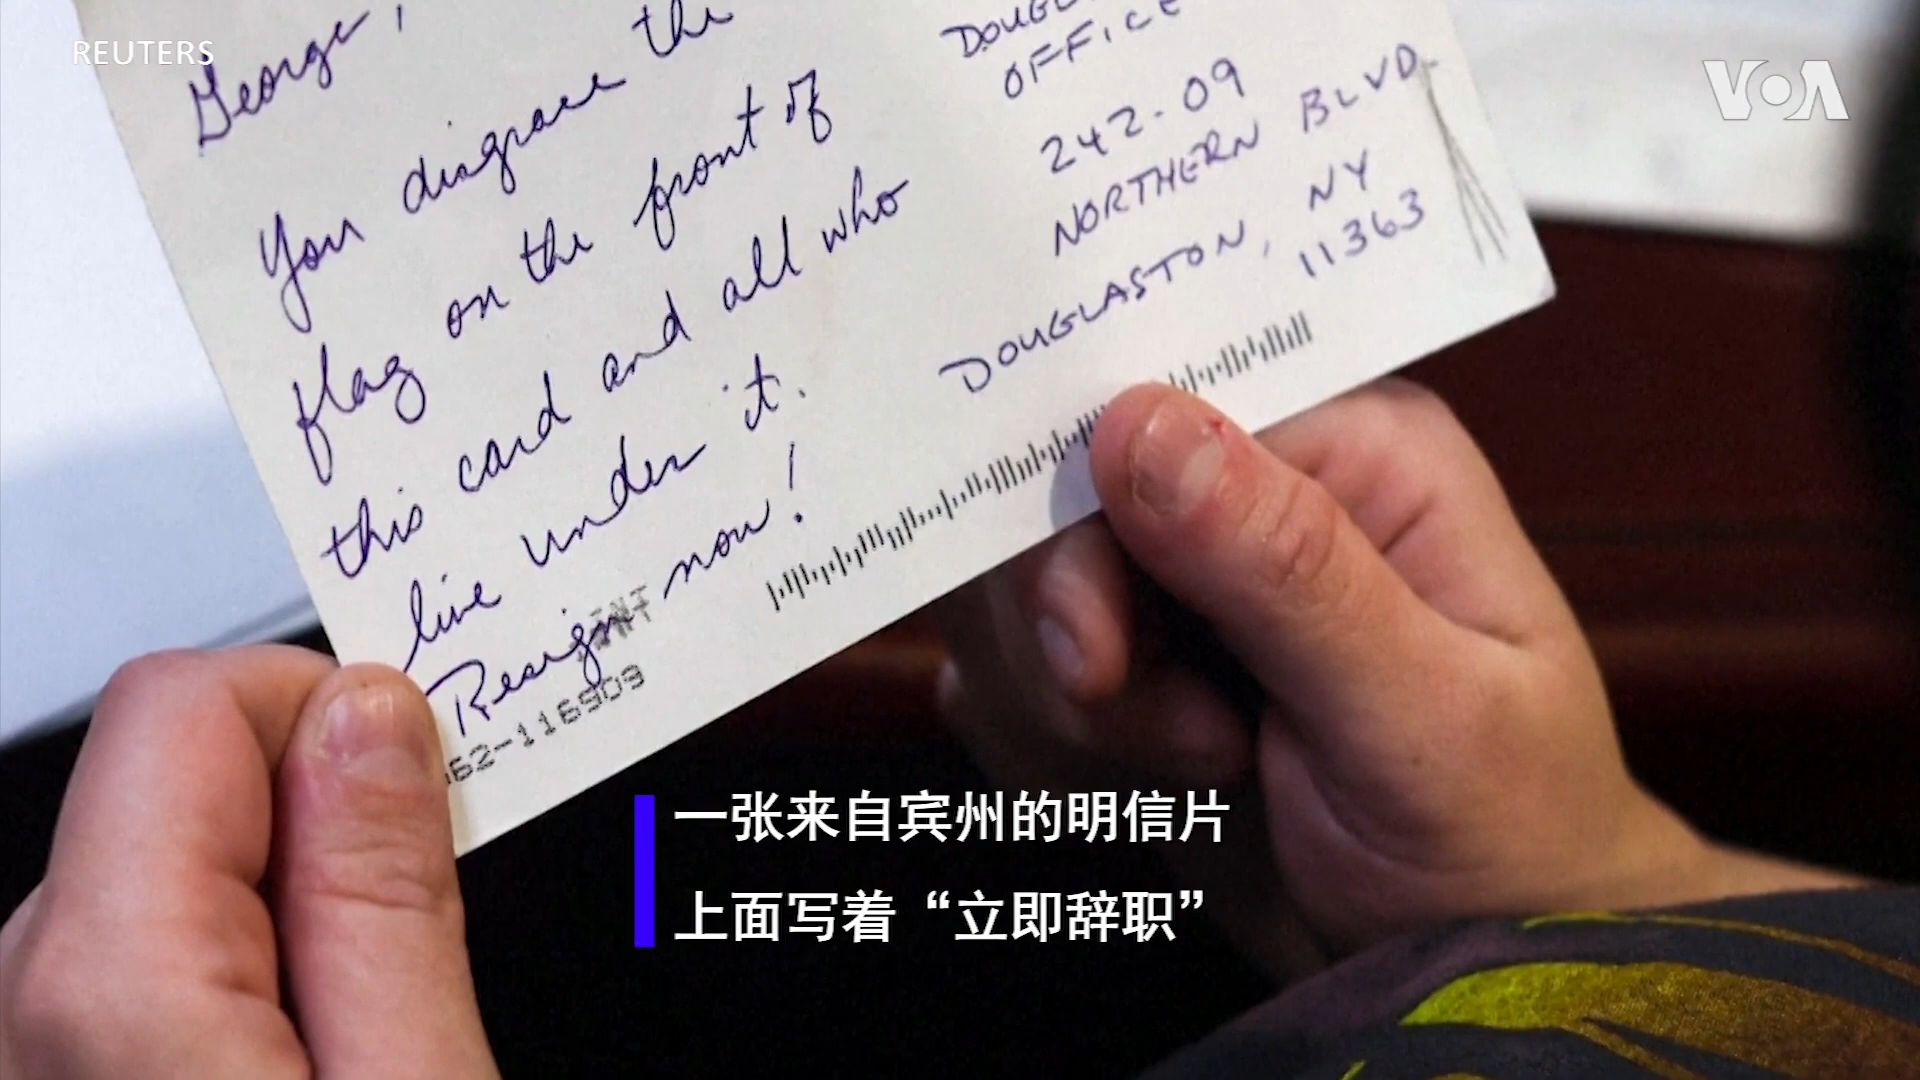 REUTERS
VOA
George,
You disgrace the
flag on the front of
this card and all who
live under it.
Resign now!
OFFICE
242-09
NORTHERN BLVD.
DOUGLASTON, NY
11363
62-116909
一张来自宾州的明信片
上面写着“立即辞职”